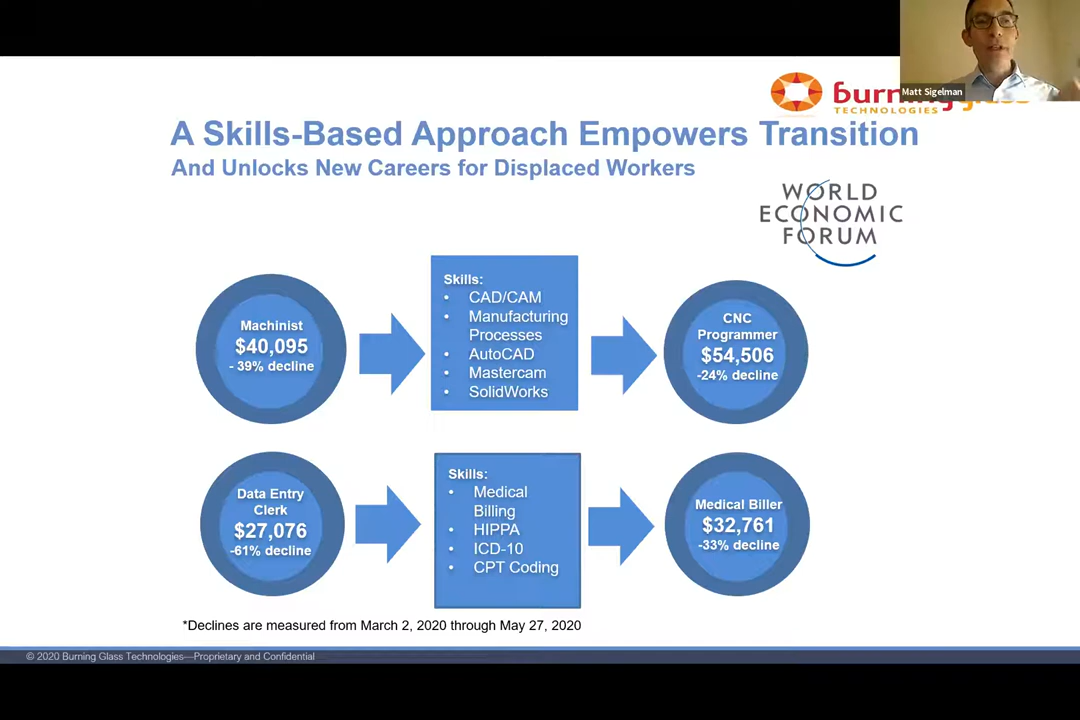 Matt Sigelman
burning glass
TECHNOLOGIES
A Skills-Based Approach Empowers Transition
And Unlocks New Careers for Displaced Workers
WORLD
ECONOMIC
FORUM
Machinist
$40,095
- 39% decline
Skills:
• CAD/CAM
• Manufacturing
Processes
• AutoCAD
• Mastercam
• SolidWorks
CNC
Programmer
$54,506
-24% decline
Data Entry
Clerk
$27,076
-61% decline
Skills:
• Medical
Billing
• HIPPA
• ICD-10
• CPT Coding
Medical Biller
$32,761
-33% decline
*Declines are measured from March 2, 2020 through May 27, 2020
© 2020 Burning Glass Technologies—Proprietary and Confidential